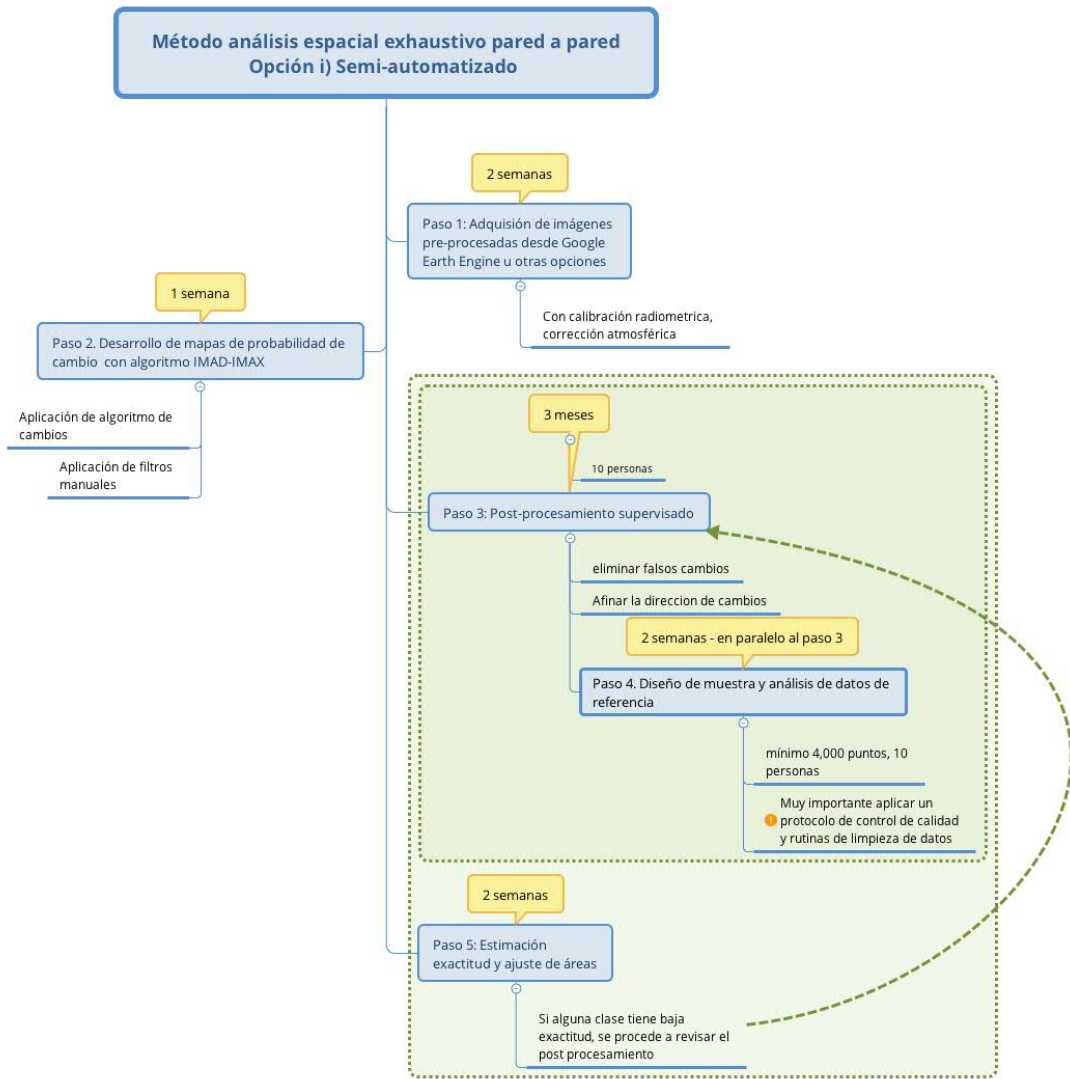 Método análisis espacial exhaustivo pared a pared
Opción i) Semi-automatizado
2 semanas
Paso 1: Adquisión de imágenes
pre-procesadas desde Google
Earth Engine u otras opciones
Con calibración radiometrica,
corrección atmosférica
1 semana
Paso 2. Desarrollo de mapas de probabilidad de
cambio con algoritmo IMAD-IMAX
Aplicación de algoritmo de
cambios
Aplicación de filtros
manuales
3 meses
10 personas
Paso 3: Post-procesamiento supervisado
eliminar falsos cambios
Afinar la direccion de cambios
2 semanas - en paralelo al paso 3
Paso 4. Diseño de muestra y análisis de datos de
referencia
mínimo 4,000 puntos, 10
personas
Muy importante aplicar un
protocolo de control de calidad
y rutinas de limpieza de datos
2 semanas
Paso 5: Estimación
exactitud y ajuste de áreas
Si alguna clase tiene baja
exactitud, se procede a revisar el
post procesamiento